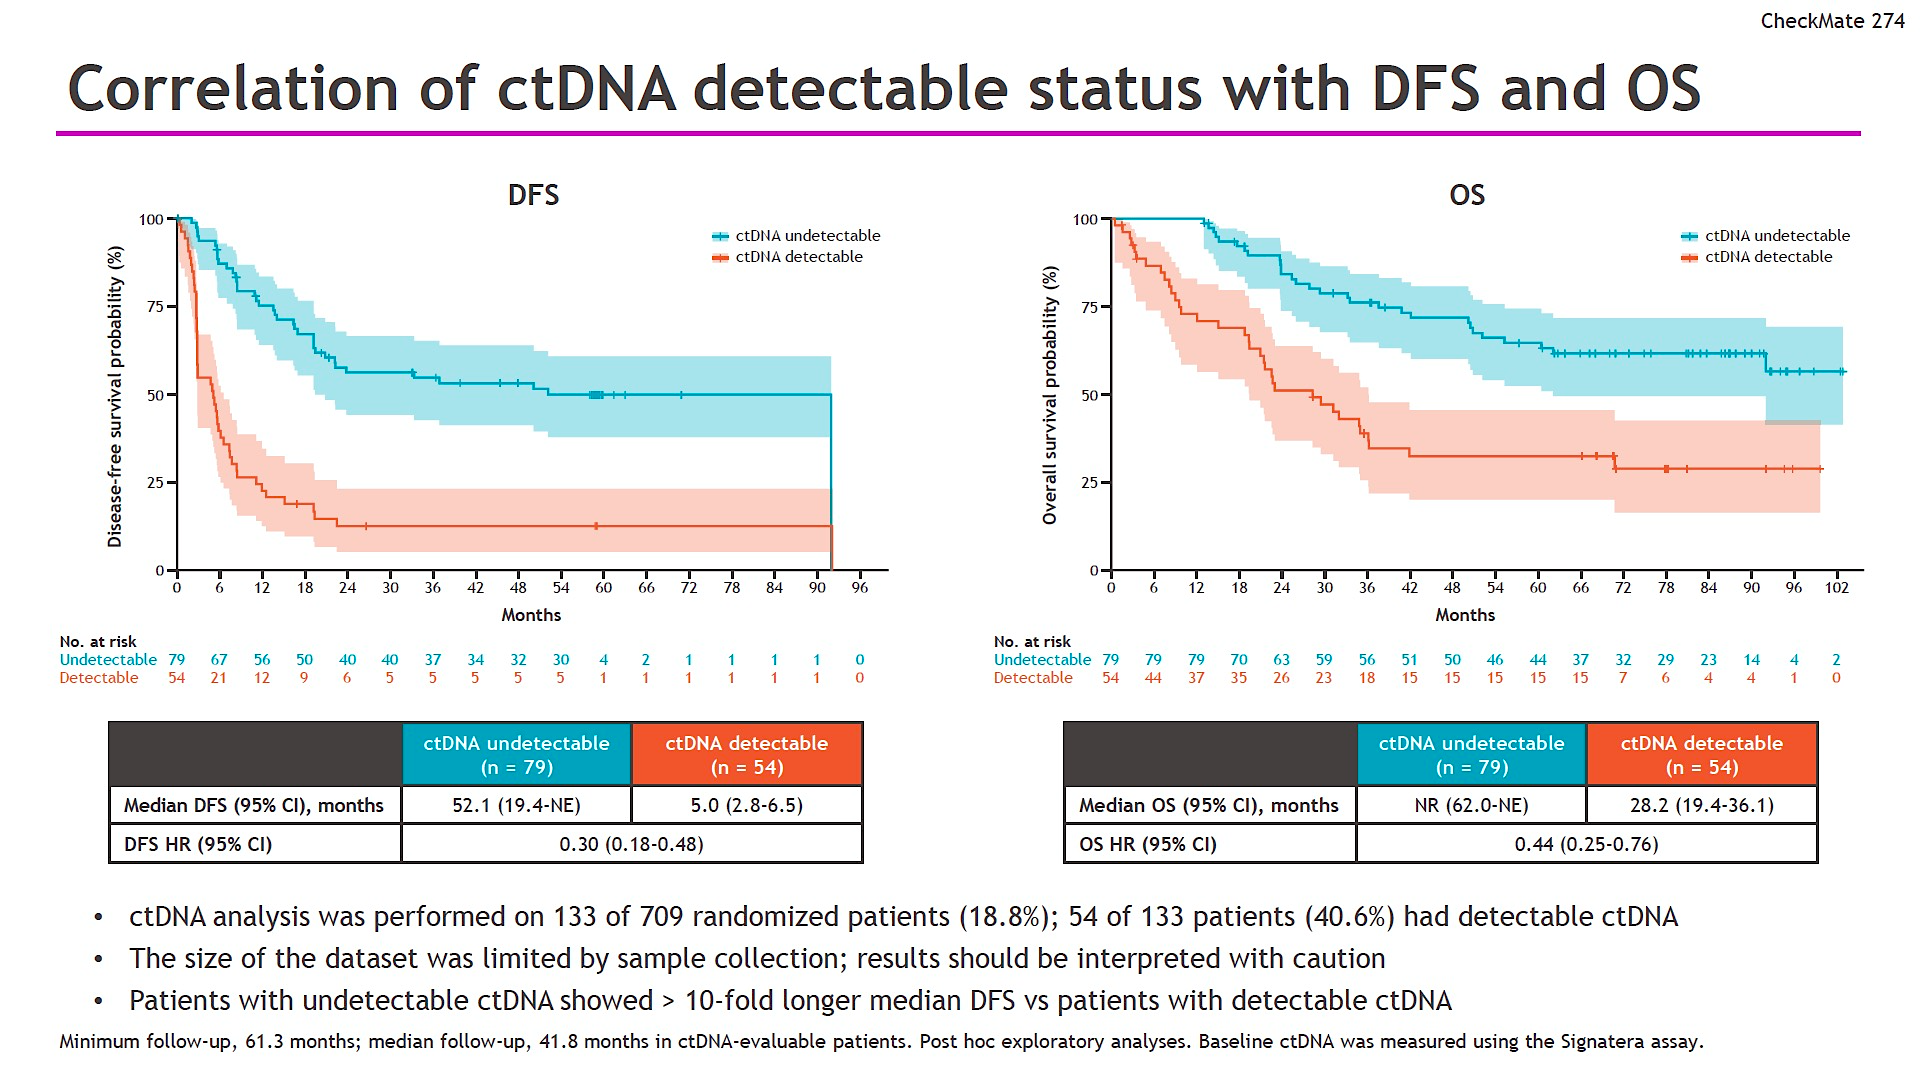 CheckMate 274
Correlation of ctDNA detectable status with DFS and OS
DFS
Disease-free survival probability (%)
100
75
50
25
0
ctDNA undetectable
ctDNA detectable
0 6 12 18 24 30 36 42 48 54 60 66 72 78 84 90 96
Months
No. at risk
Undetectable 79 67 56 50 40 40 37 34 32 30 4 2 1 1 1 1 0
Detectable 54 21 12 9 6 5 5 5 5 5 1 1 1 1 1 1 0
OS
Overall survival probability (%)
100
75
50
25
0
ctDNA undetectable
ctDNA detectable
0 6 12 18 24 30 36 42 48 54 60 66 72 78 84 90 96 102
Months
No. at risk
Undetectable 79 79 79 70 63 59 56 51 50 46 44 37 32 29 23 14 4 2
Detectable 54 44 37 35 26 23 18 15 15 15 15 15 7 6 4 4 1 0
ctDNA undetectable (n = 79)
ctDNA detectable (n = 54)
Median DFS (95% CI), months 52.1 (19.4-NE) 5.0 (2.8-6.5)
DFS HR (95% CI) 0.30 (0.18-0.48)
ctDNA undetectable (n = 79)
ctDNA detectable (n = 54)
Median OS (95% CI), months NR (62.0-NE) 28.2 (19.4-36.1)
OS HR (95% CI) 0.44 (0.25-0.76)
• ctDNA analysis was performed on 133 of 709 randomized patients (18.8%); 54 of 133 patients (40.6%) had detectable ctDNA
• The size of the dataset was limited by sample collection; results should be interpreted with caution
• Patients with undetectable ctDNA showed > 10-fold longer median DFS vs patients with detectable ctDNA
Minimum follow-up, 61.3 months; median follow-up, 41.8 months in ctDNA-evaluable patients. Post hoc exploratory analyses. Baseline ctDNA was measured using the Signatera assay.